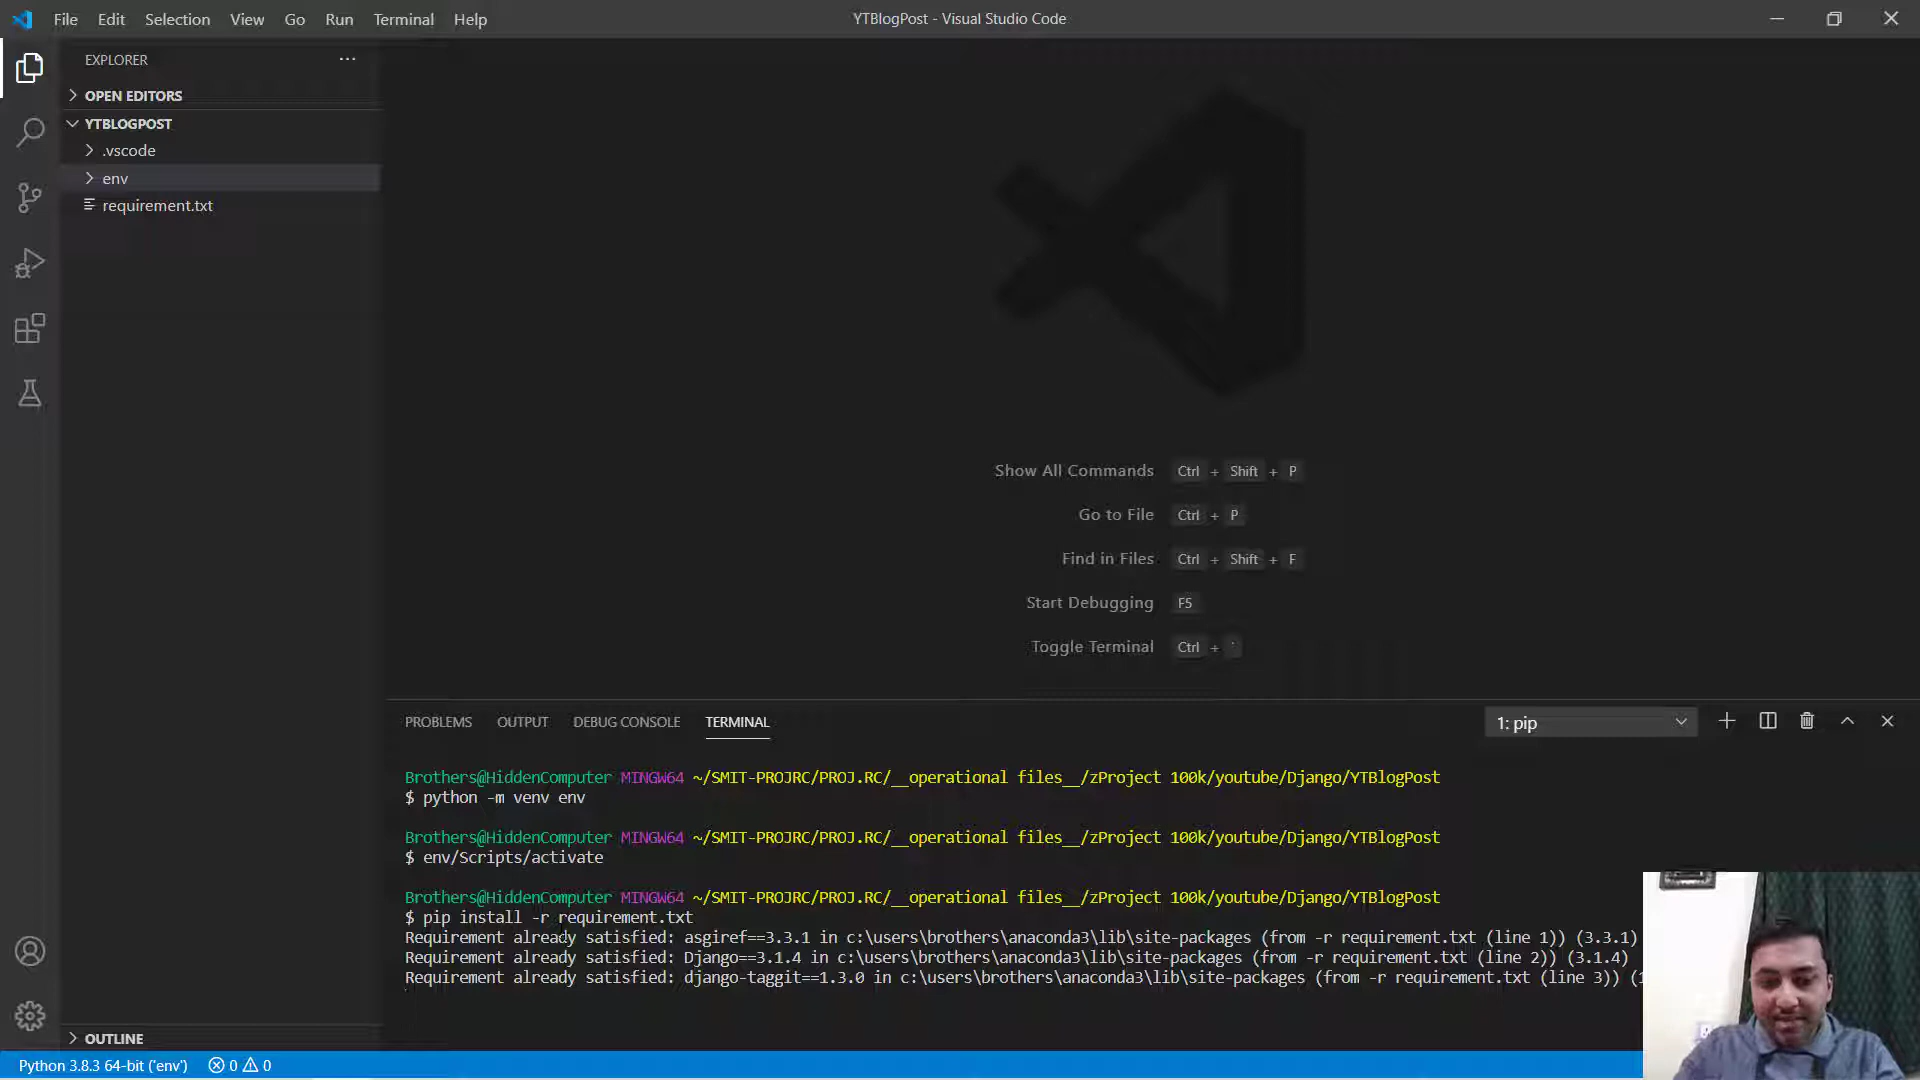 File Edit Selection View Go Run Terminal Help
YTBlogPost - Visual Studio Code
EXPLORER
OPEN EDITORS
YTBLOGPOST
.vscode
env
requirement.txt
Show All Commands Ctrl + Shift + P
Go to File Ctrl + P
Find in Files Ctrl + Shift + F
Start Debugging F5
Toggle Terminal Ctrl + `
PROBLEMS OUTPUT DEBUG CONSOLE TERMINAL
1: pip
Brothers@HiddenComputer MINGW64 ~/SMIT-PROJRC/PROJ.RC/__operational files__/zProject 100k/youtube/Django/YTBlogPost
$ python -m venv env
Brothers@HiddenComputer MINGW64 ~/SMIT-PROJRC/PROJ.RC/__operational files__/zProject 100k/youtube/Django/YTBlogPost
$ env/Scripts/activate
Brothers@HiddenComputer MINGW64 ~/SMIT-PROJRC/PROJ.RC/__operational files__/zProject 100k/youtube/Django/YTBlogPost
$ pip install -r requirement.txt
Requirement already satisfied: asgiref==3.3.1 in c:\users\brothers\anaconda3\lib\site-packages (from -r requirement.txt (line 1)) (3.3.1)
Requirement already satisfied: Django==3.1.4 in c:\users\brothers\anaconda3\lib\site-packages (from -r requirement.txt (line 2)) (3.1.4)
Requirement already satisfied: django-taggit==1.3.0 in c:\users\brothers\anaconda3\lib\site-packages (from -r requirement.txt (line 3))
OUTLINE
Python 3.8.3 64-bit ('env') 0 0